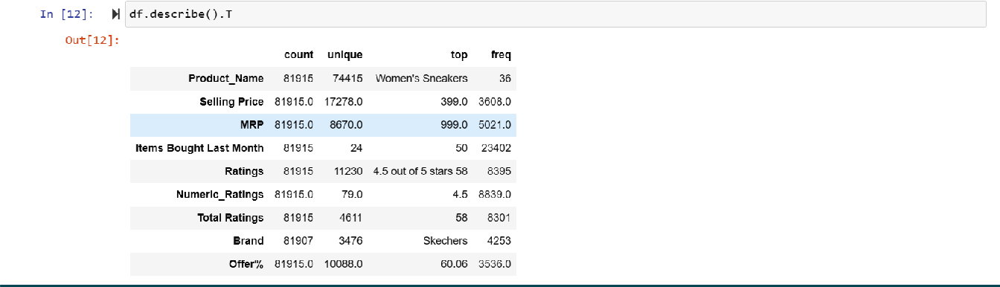 In [12]: df.describe().T
Out[12]:
count unique top freq
Product_Name 81915 74415 Women's Sneakers 36
Selling Price 81915.0 17278.0 399.0 3608.0
MRP 81915.0 8670.0 999.0 5021.0
Items Bought Last Month 81915 24 50 23402
Ratings 81915 11230 4.5 out of 5 stars 58 8395
Numeric_Ratings 81915.0 79.0 4.5 8839.0
Total Ratings 81915 4611 58 8301
Brand 81907 3476 Skechers 4253
Offer% 81915.0 10088.0 60.06 3536.0